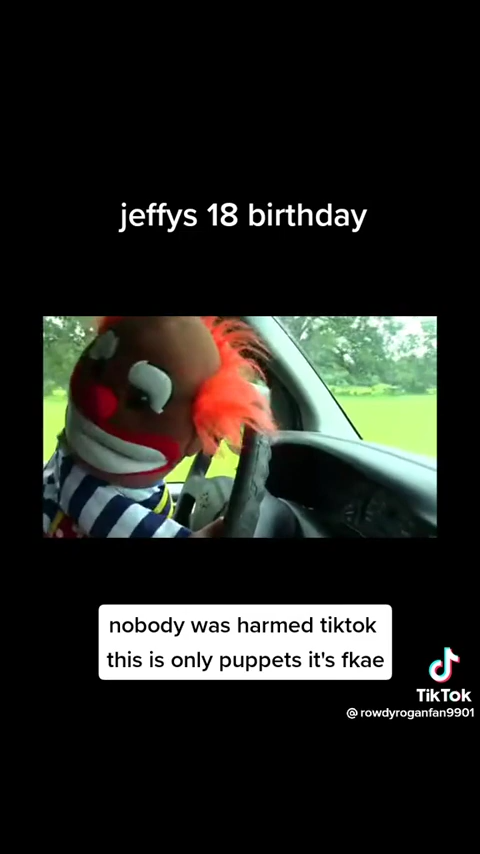 jeffys 18 birthday
nobody was harmed tiktok
this is only puppets it's fkae
TikTok
@rowdyroganfan9901